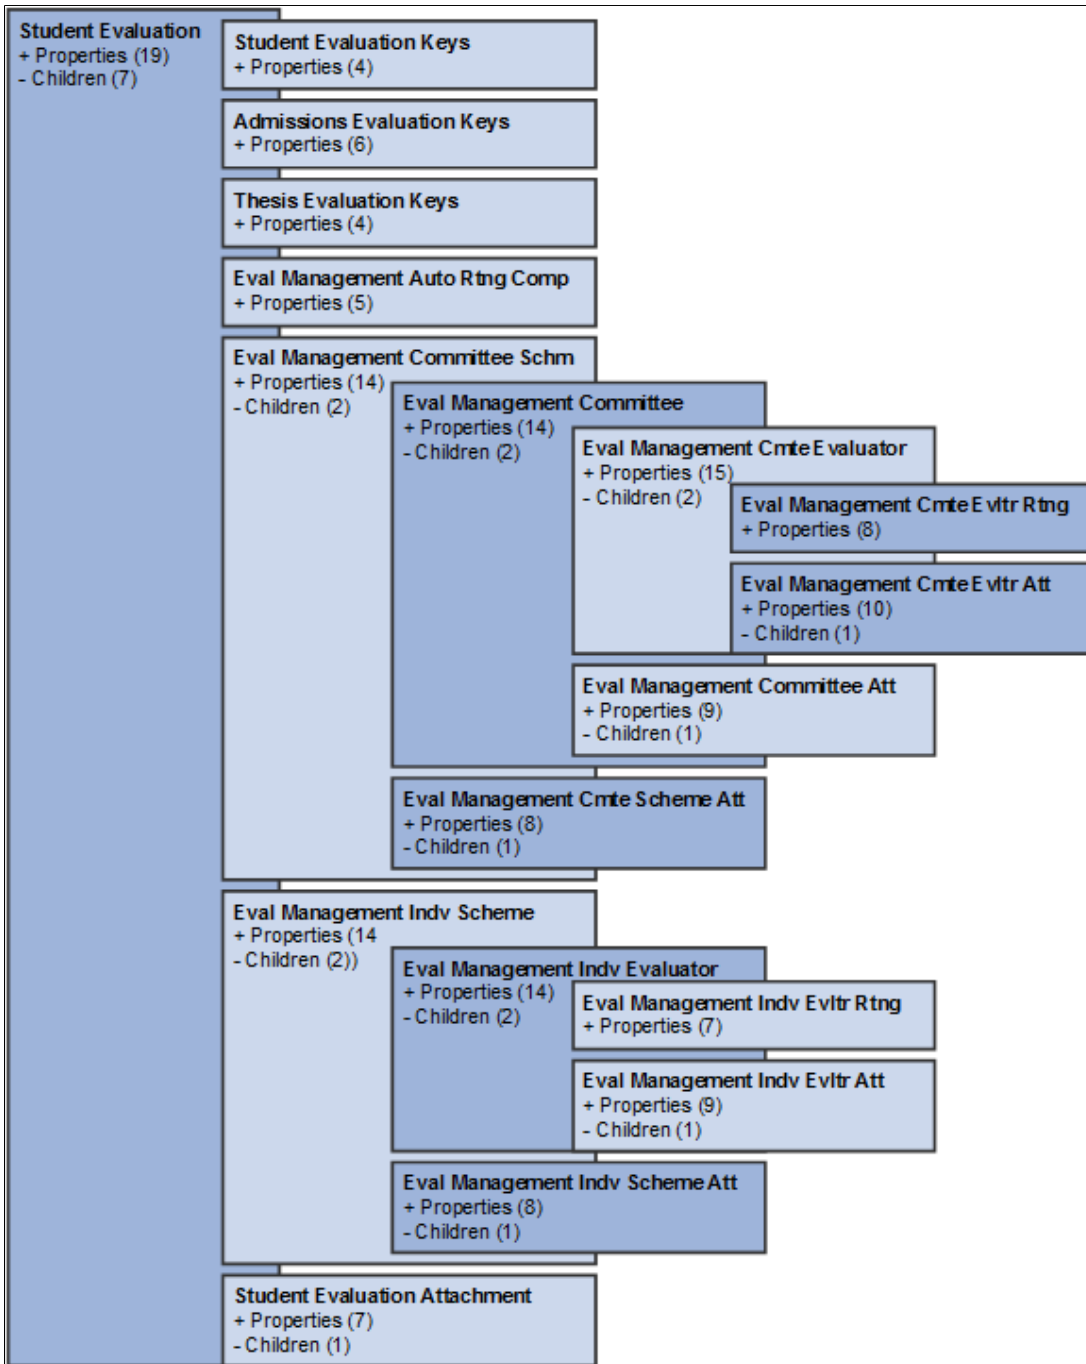 Student Evaluation
+ Properties (19)
- Children (7)
Student Evaluation Keys
+ Properties (4)
Admissions Evaluation Keys
+ Properties (6)
Thesis Evaluation Keys
+ Properties (4)
Eval Management Auto Rtng Comp
+ Properties (5)
Eval Management Committee Schm
+ Properties (14)
- Children (2)
Eval Management Committee
+ Properties (14)
- Children (2)
Eval Management Cmte Evaluator
+ Properties (15)
- Children (2)
Eval Management Cmte Evltr Rtng
+ Properties (8)
Eval Management Cmte Evltr Att
+ Properties (10)
- Children (1)
Eval Management Committee Att
+ Properties (9)
- Children (1)
Eval Management Cmte Scheme Att
+ Properties (8)
- Children (1)
Eval Management Indv Scheme
+ Properties (14
- Children (2))
Eval Management Indv Evaluator
+ Properties (14)
- Children (2)
Eval Management Indv Evltr Rtng
+ Properties (7)
Eval Management Indv Evltr Att
+ Properties (9)
- Children (1)
Eval Management Indv Scheme Att
+ Properties (8)
- Children (1)
Student Evaluation Attachment
+ Properties (7)
- Children (1)